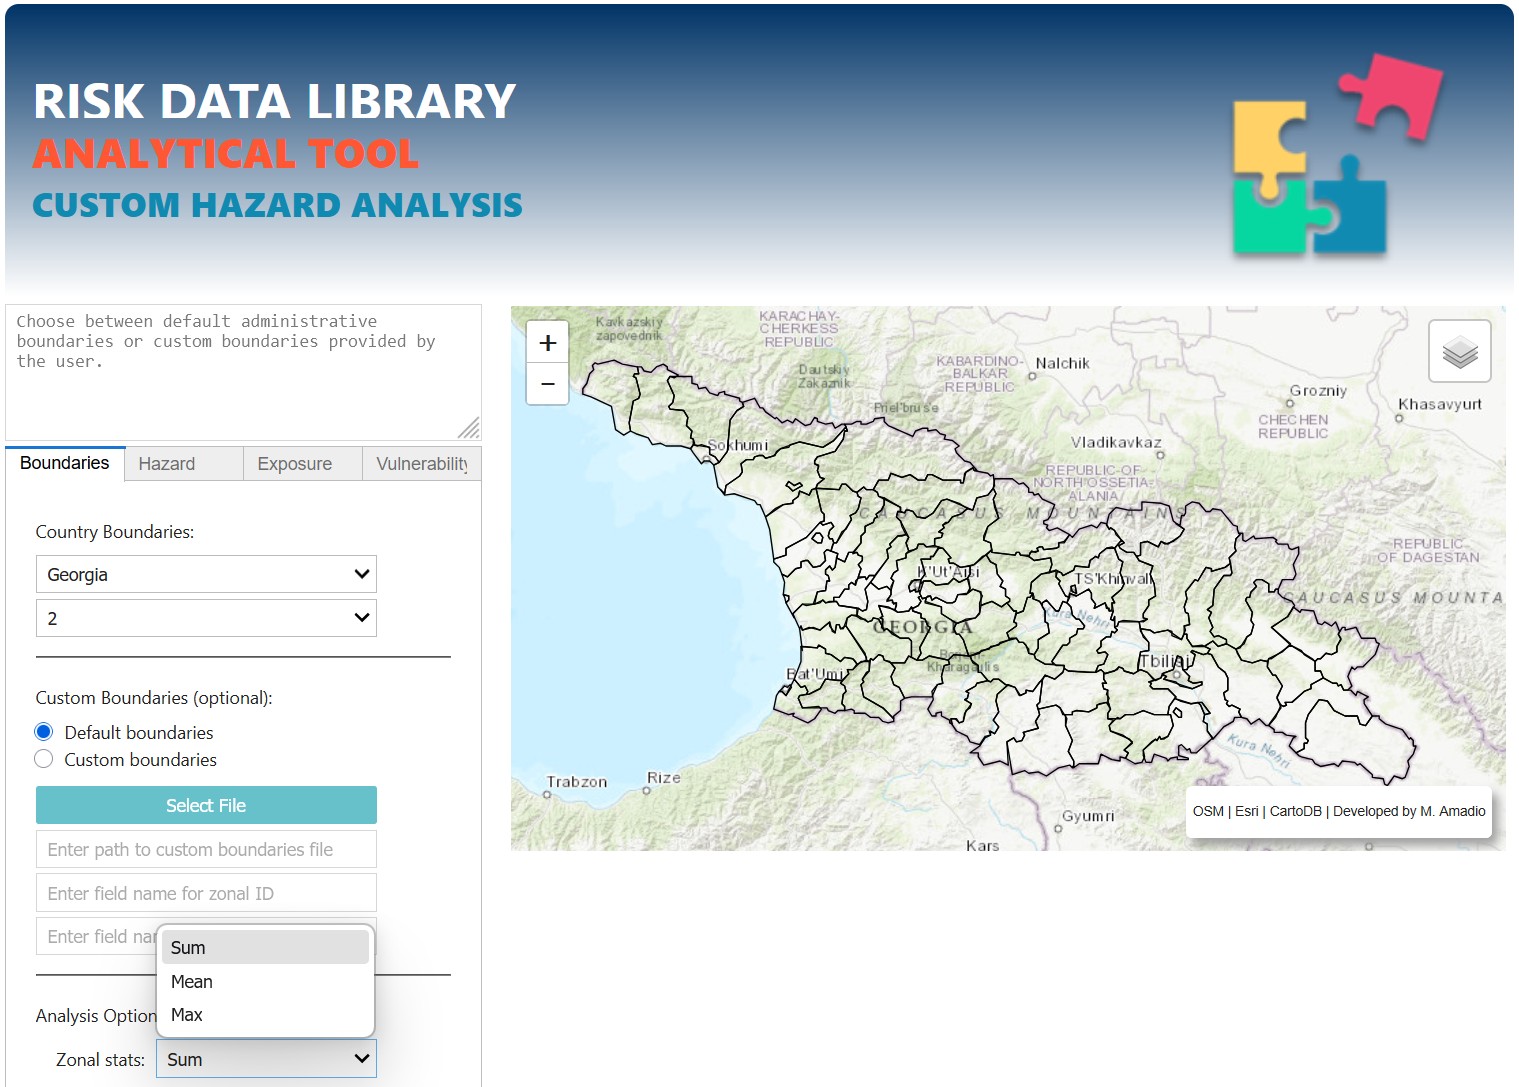 RISK DATA LIBRARY
ANALYTICAL TOOL
CUSTOM HAZARD ANALYSIS
Choose between default administrative
boundaries or custom boundaries provided by
the user.
Boundaries
Hazard
Exposure
Vulnerability
Country Boundaries:
Georgia
2
Custom Boundaries (optional):
Default boundaries
Custom boundaries
Select File
Enter path to custom boundaries file
Enter field name for zonal ID
Enter field
Sum
Mean
Max
Analysis Option
Zonal stats:
Sum
+
−
Kavkazskiy
zapovednik
KARACHAY-
CHERKESS
REPUBLIC
Dautskiy
Zakaznik
KABARDINO-
BALKAR
REPUBLIC
Nalchik
Priel'brus'e
Grozniy
Khasavyurt
CHECHEN
REPUBLIC
Vladikavkaz
Sokhumi
REPUBLIC OF
NORTH OSSETIA-
ALANIA
CAUCASUS MOUNTAINS
REPUBLIC
OF DAGESTAN
K'Ut'Aisi
TS'Khinvali
CAUCASUS MOUNTA
Kura Nehri
GEORGIA
Kharagaulis
Tbilisi
Bat'Umi
Kura Nehri
Trabzon
Rize
Gyumri
Kars
OSM | Esri | CartoDB | Developed by M. Amadio